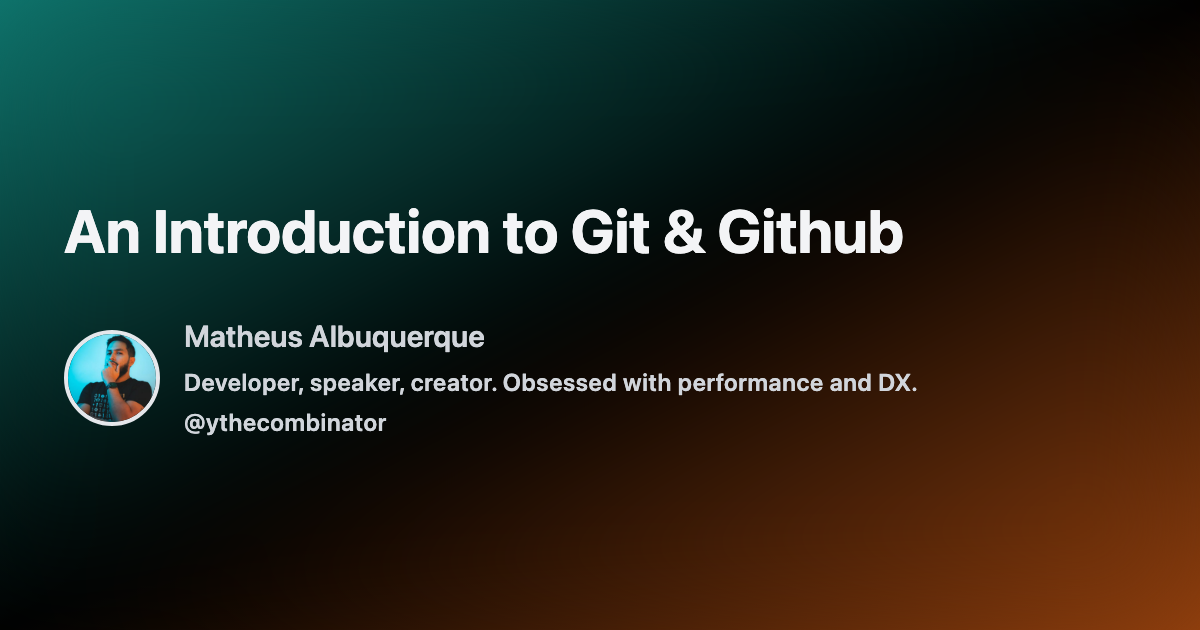 An Introduction to Git & Github
Matheus Albuquerque
Developer, speaker, creator. Obsessed with performance and DX.
@ythecombinator